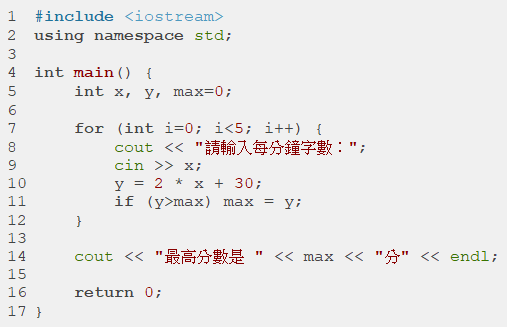 1 #include <iostream>
2 using namespace std;
3
4 int main() {
5     int x, y, max=0;
6
7     for (int i=0; i<5; i++) {
8         cout << "請輸入每分鐘字數：";
9         cin >> x;
10         y = 2 * x + 30;
11         if (y>max) max = y;
12     }
13
14     cout << "最高分數是 " << max << "分" << endl;
15
16     return 0;
17 }